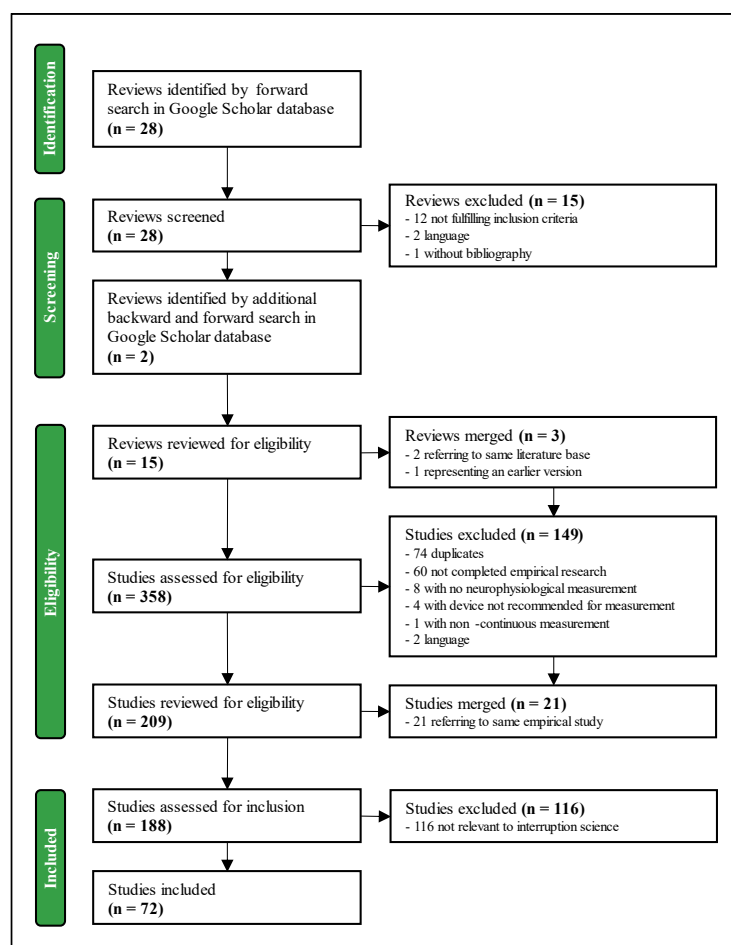 Identification
Reviews identified by forward
search in Google Scholar database
(n = 28)
Screening
Reviews screened
(n = 28)
Reviews excluded (n = 15)
- 12 not fulfilling inclusion criteria
- 2 language
- 1 without bibliography
Reviews identified by additional
backward and forward search in
Google Scholar database
(n = 2)
Eligibility
Reviews reviewed for eligibility
(n = 15)
Reviews merged (n = 3)
- 2 referring to same literature base
- 1 representing an earlier version
Studies assessed for eligibility
(n = 358)
Studies excluded (n = 149)
- 74 duplicates
- 60 not completed empirical research
- 8 with no neurophysiological measurement
- 4 with device not recommended for measurement
- 1 with non -continuous measurement
- 2 language
Studies reviewed for eligibility
(n = 209)
Studies merged (n = 21)
- 21 referring to same empirical study
Included
Studies assessed for inclusion
(n = 188)
Studies excluded (n = 116)
- 116 not relevant to interruption science
Studies included
(n = 72)